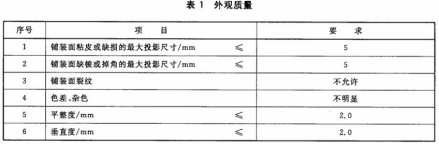 表 1 外观质量
序号 项 目 要 求
1 铺装面粘皮或缺损的最大投影尺寸/mm ≤ 5
2 铺装面缺棱或掉角的最大投影尺寸/mm ≤ 5
3 铺装面裂纹 不允许
4 色差、杂色 不明显
5 平整度/mm ≤ 2.0
6 垂直度/mm ≤ 2.0